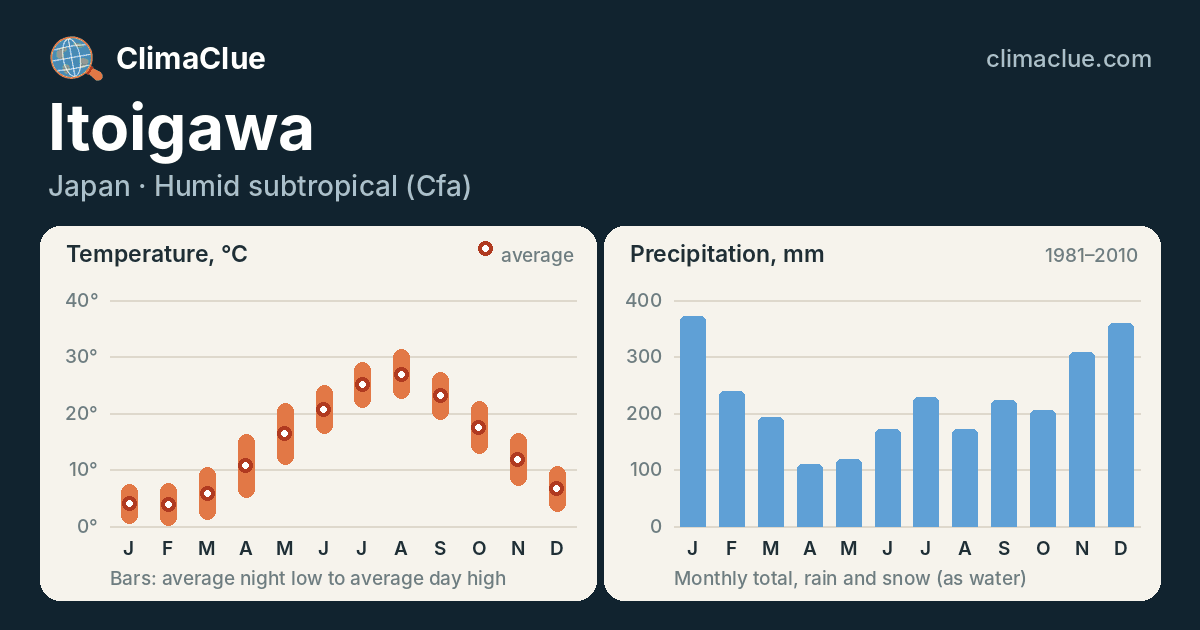 ClimaClue
climaclue.com
Itoigawa
Japan · Humid subtropical (Cfa)
Temperature, °C
average
40°
30°
20°
10°
0°
J F M A M J J A S O N D
Bars: average night low to average day high
Precipitation, mm
1981–2010
400
300
200
100
0
J F M A M J J A S O N D
Monthly total, rain and snow (as water)